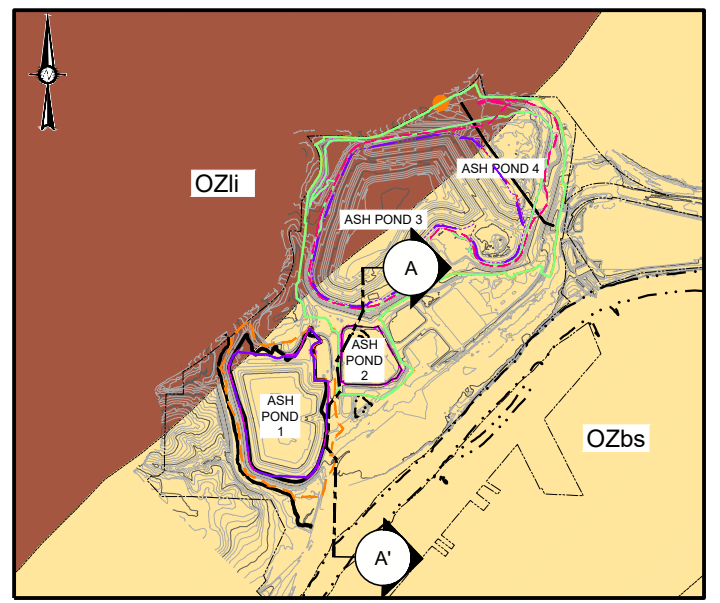 OZli
ASH POND 4
ASH POND 3
A
ASH
POND
2
ASH
POND
1
OZbs
A'